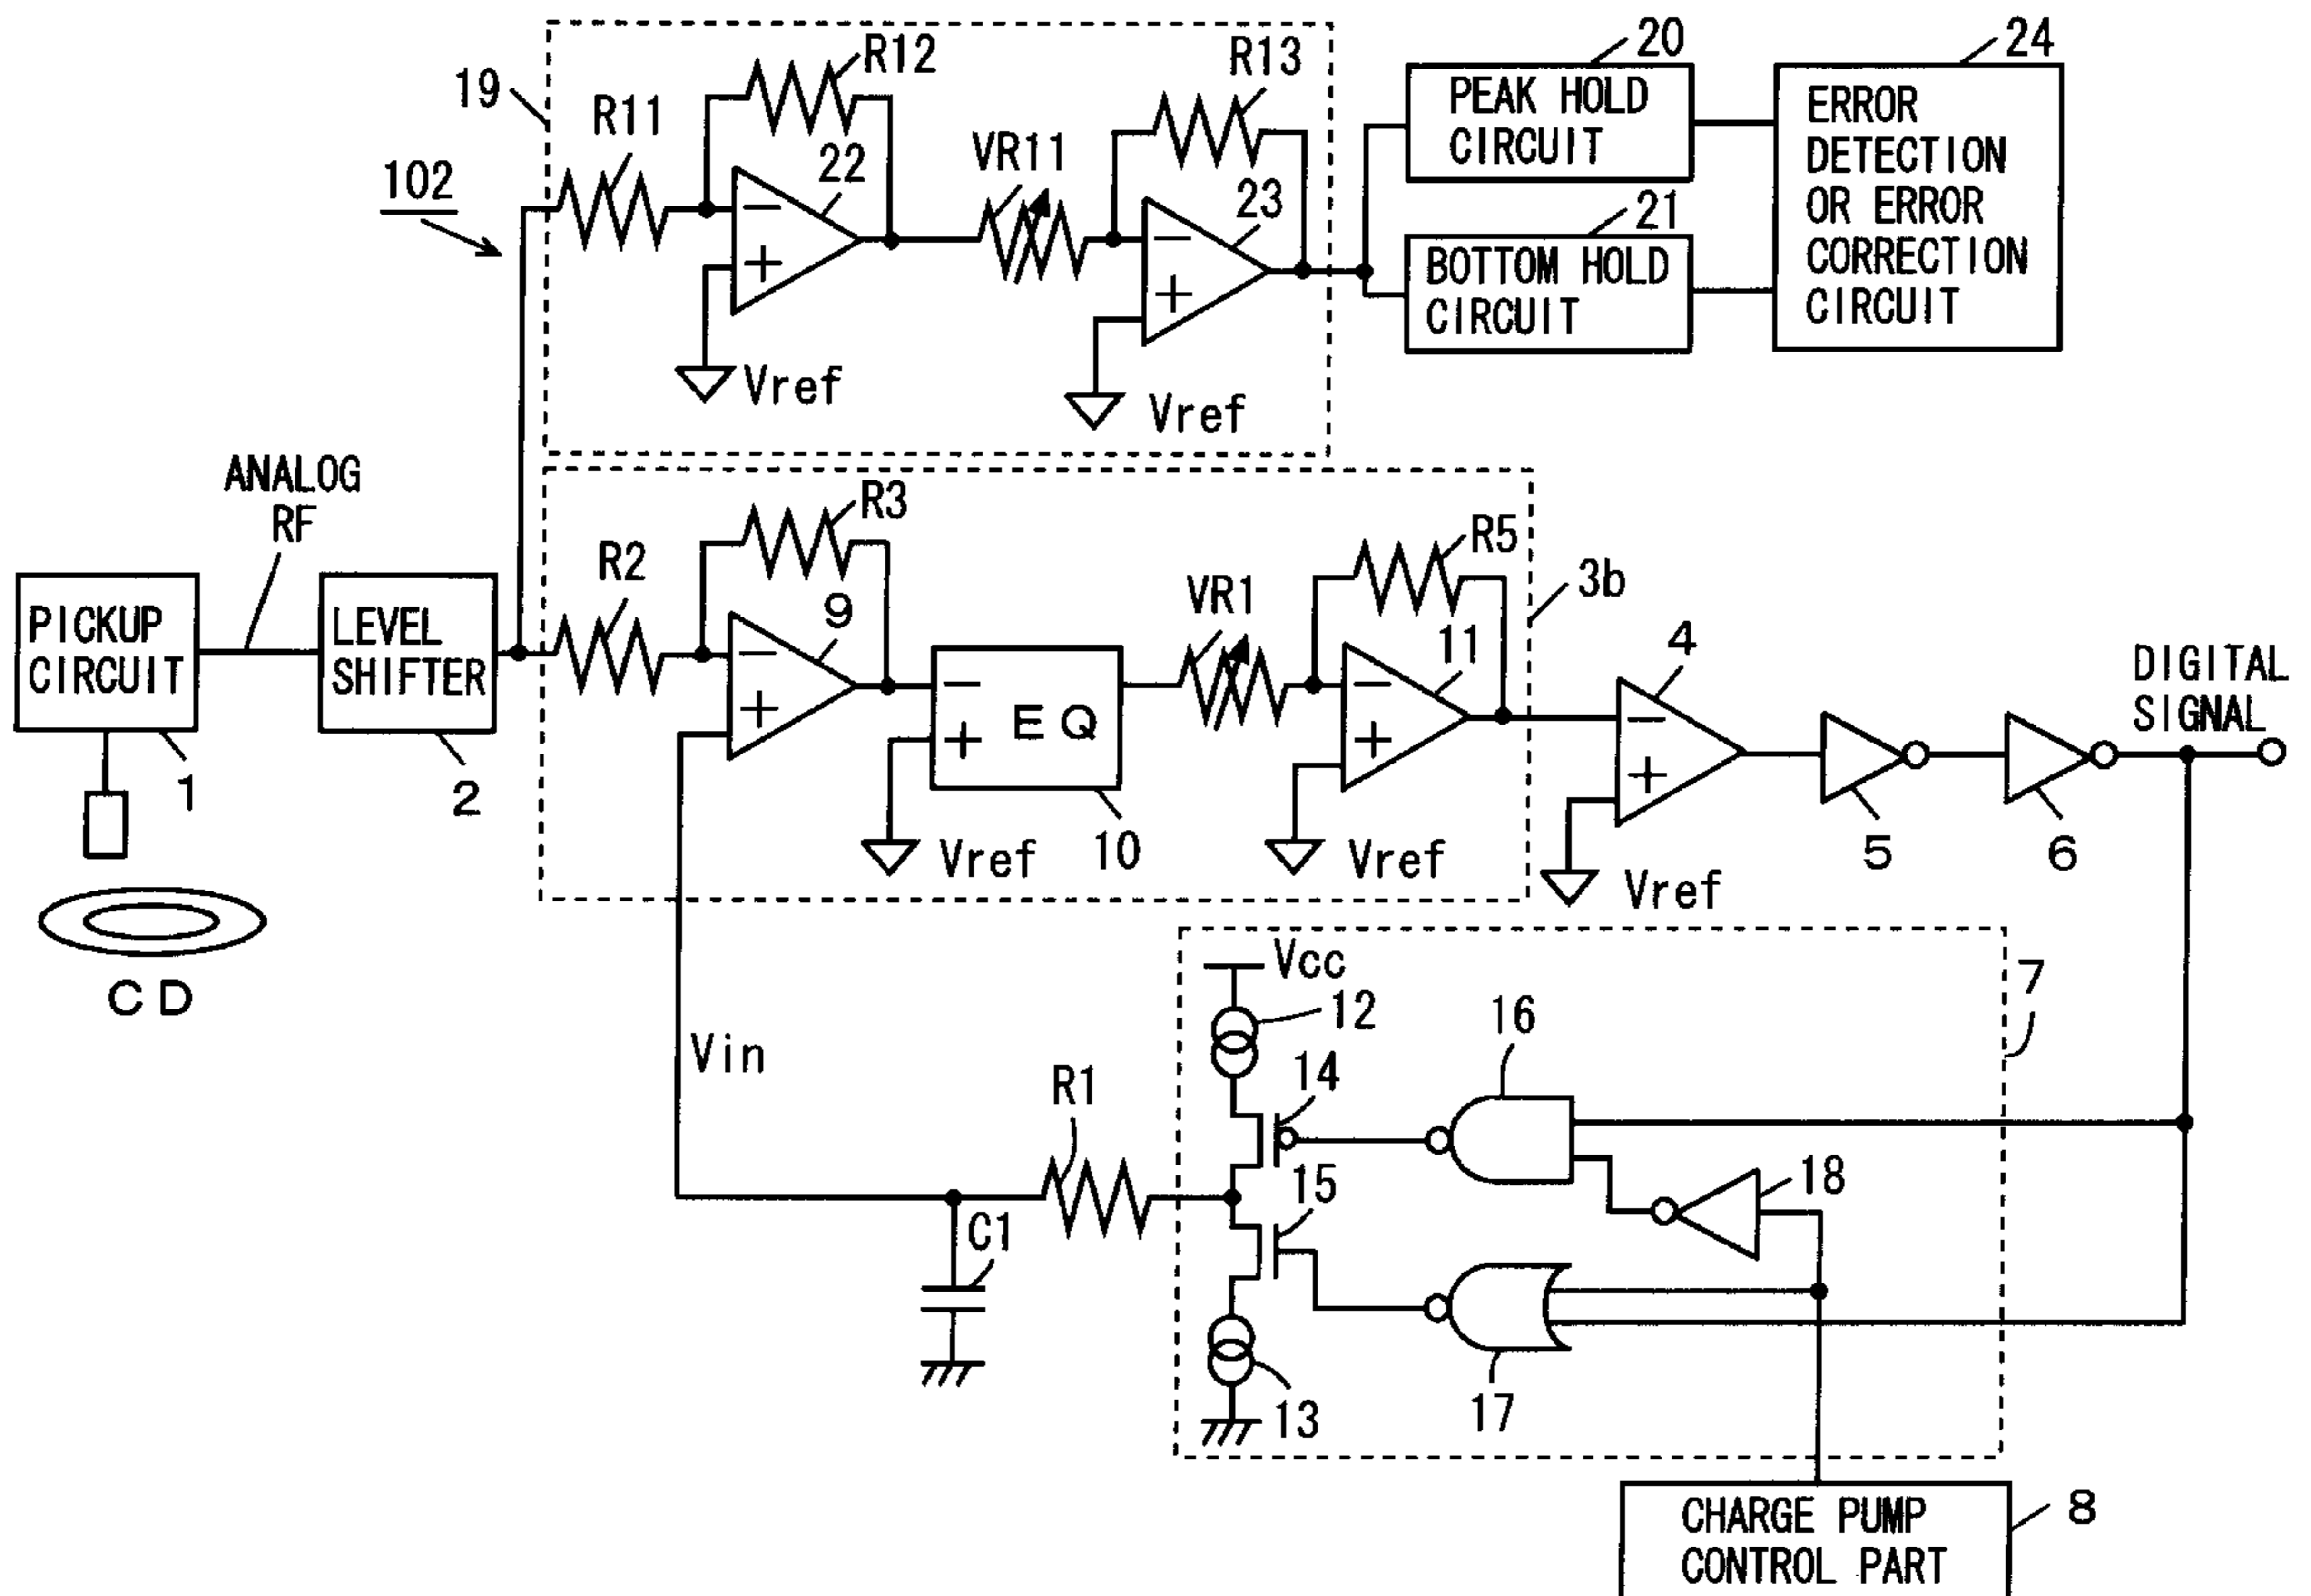 19
102
R11
R12
22
VR11
R13
23
Vref
Vref
20
PEAK HOLD
CIRCUIT
21
BOTTOM HOLD
CIRCUIT
24
ERROR
DETECTION
OR ERROR
CORRECTION
CIRCUIT
ANALOG
RF
PICKUP
CIRCUIT
1
LEVEL
SHIFTER
2
CD
R2
R3
9
- 
+
EQ
10
Vref
VR1
R5
11
Vref
3b
4
Vref
5
6
DIGITAL
SIGNAL
Vin
C1
R1
Vcc
12
14
15
13
16
18
17
7
CHARGE PUMP
CONTROL PART
8